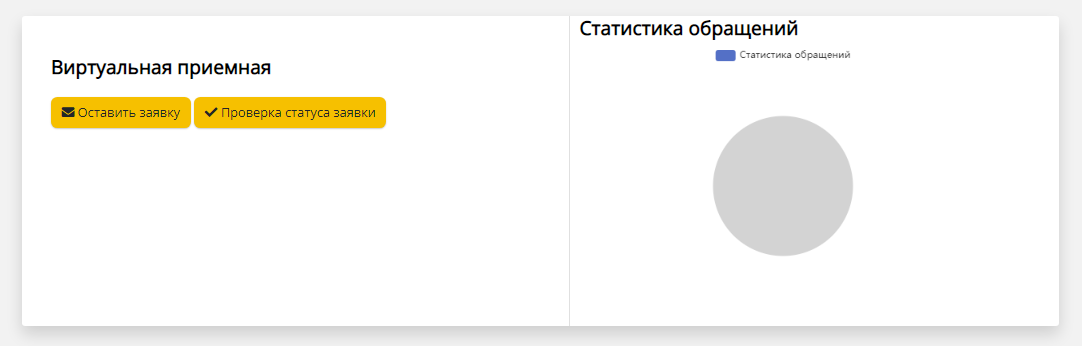 Виртуальная приемная
Оставить заявку
Проверка статуса заявки
Статистика обращений
Статистика обращений